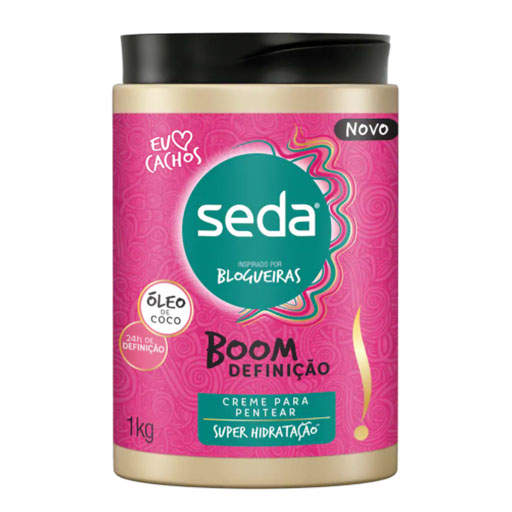 EU ♡
CACHOS
NOVO
seda®
INSPIRADO POR
BLOGUEIRAS
ÓLEO
DE
COCO
24h DE
DEFINIÇÃO
BOOM
DEFINIÇÃO
CREME PARA
PENTEAR
SUPER HIDRATAÇÃO
1kg